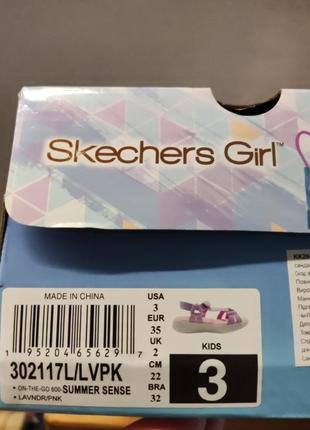 Skechers Girl™
MADE IN CHINA
1 95204 65629 7
302117L/LVPK
• ON-THE-GO 600-SUMMER SENSE
• LAVNDR/PNK
USA
3
EUR
35
UK
2
CM
22
BRA
32
KIDS
3